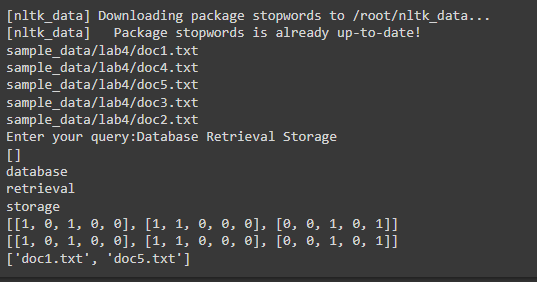 [nltk_data] Downloading package stopwords to /root/nltk_data...
[nltk_data]   Package stopwords is already up-to-date!
sample_data/lab4/doc1.txt
sample_data/lab4/doc4.txt
sample_data/lab4/doc5.txt
sample_data/lab4/doc3.txt
sample_data/lab4/doc2.txt
Enter your query:Database Retrieval Storage
[]
database
retrieval
storage
[[1, 0, 1, 0, 0], [1, 1, 0, 0, 0], [0, 0, 1, 0, 1]]
[[1, 0, 1, 0, 0], [1, 1, 0, 0, 0], [0, 0, 1, 0, 1]]
['doc1.txt', 'doc5.txt']